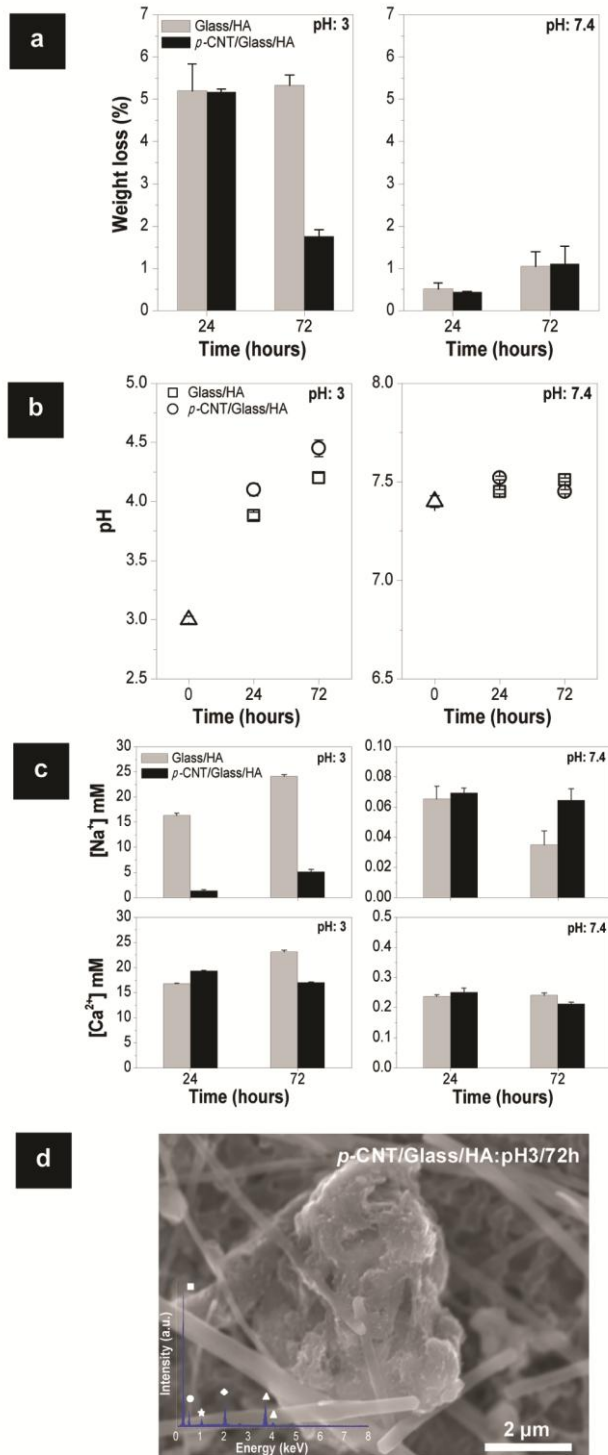 a
Weight loss (%)
7
6
5
4
3
2
1
0
Glass/HA
p-CNT/Glass/HA
pH: 3
24
72
Time (hours)
7
6
5
4
3
2
1
0
pH: 7.4
24
72
Time (hours)
b
pH
5.0
4.5
4.0
3.5
3.0
2.5
Glass/HA
p-CNT/Glass/HA
pH: 3
0
24
72
Time (hours)
8.0
7.5
7.0
6.5
pH: 7.4
0
24
72
Time (hours)
c
[Na⁺] mM
30
25
20
15
10
5
0
Glass/HA
p-CNT/Glass/HA
pH: 3
0.10
0.08
0.06
0.04
0.02
0.00
pH: 7.4
[Ca²⁺] mM
30
25
20
15
10
5
0
pH: 3
24
72
Time (hours)
0.5
0.4
0.3
0.2
0.1
0.0
pH: 7.4
24
72
Time (hours)
d
p-CNT/Glass/HA:pH3/72h
Intensity (a.u.)
0 1 2 3 4 5 6 7 8
Energy (keV)
2 µm